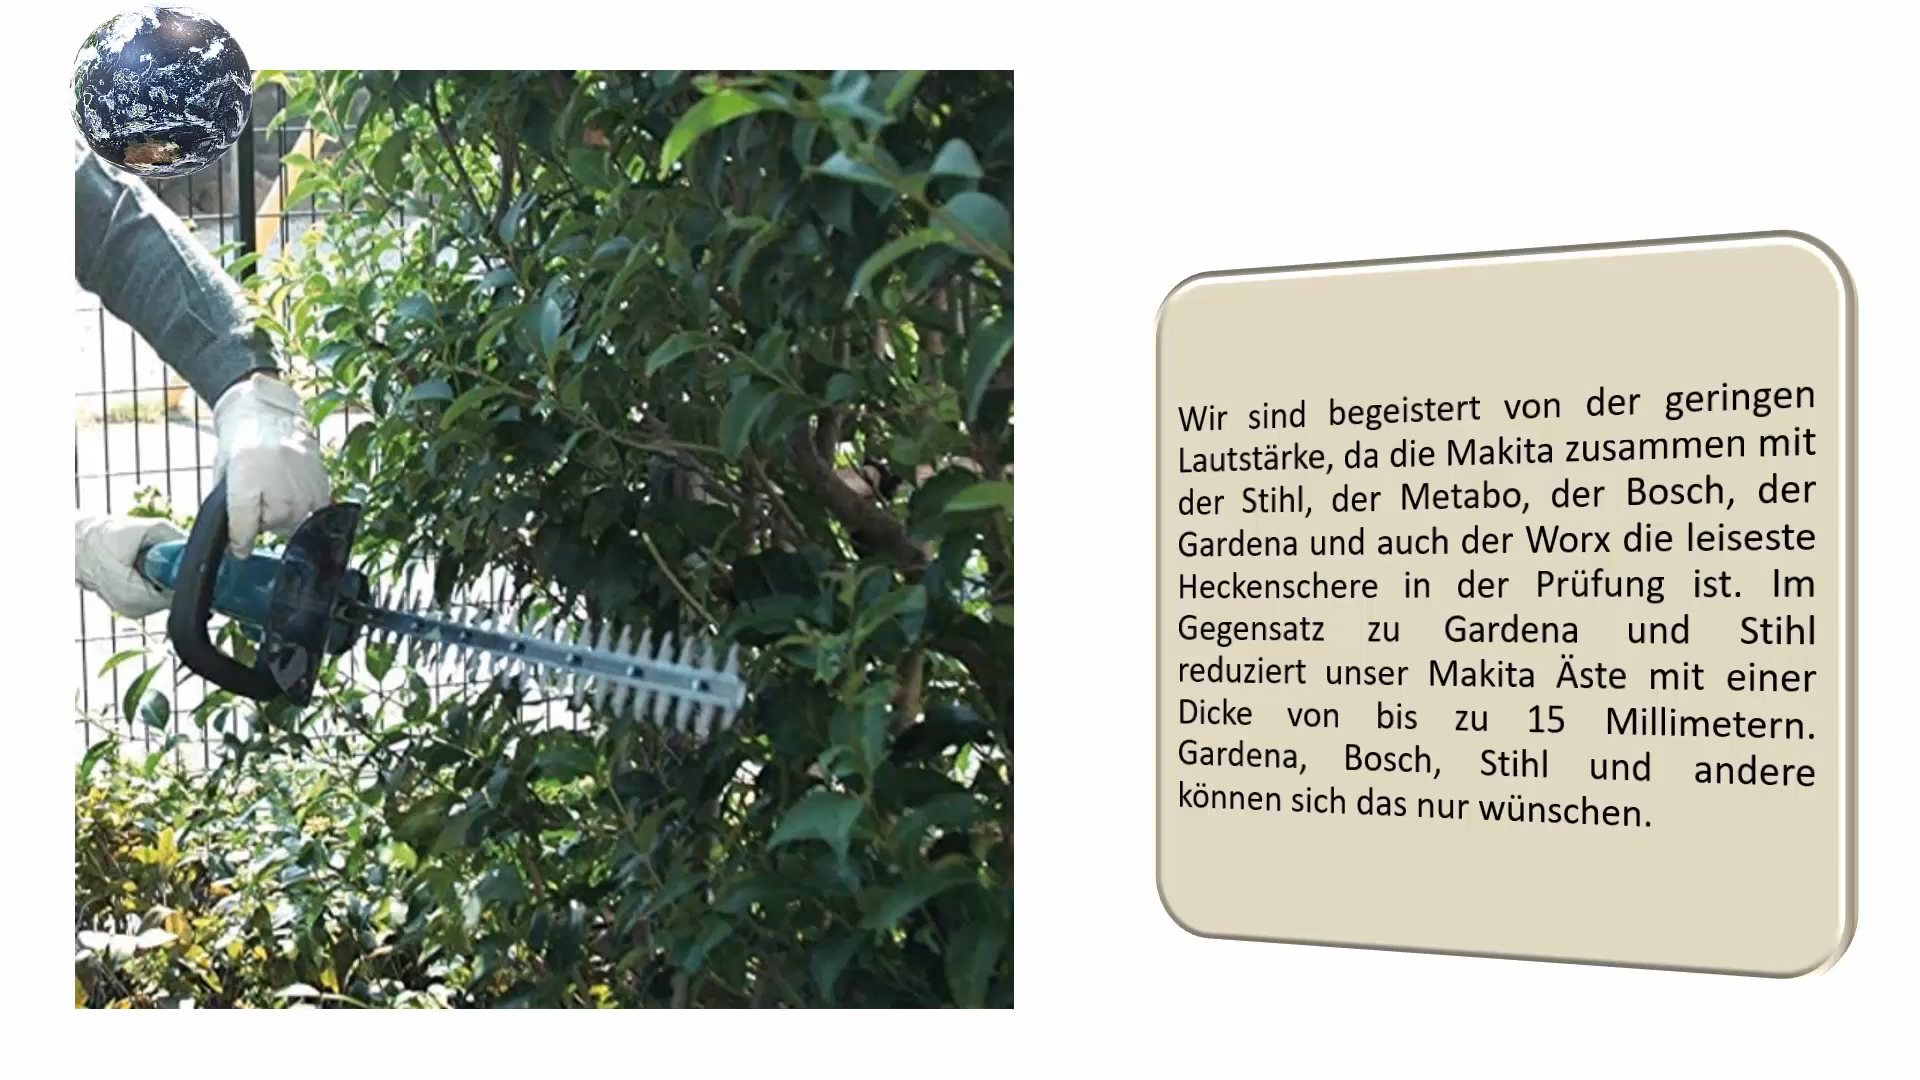 Wir sind begeistert von der geringen
Lautstärke, da die Makita zusammen mit
der Stihl, der Metabo, der Bosch, der
Gardena und auch der Worx die leiseste
Heckenschere in der Prüfung ist. Im
Gegensatz zu Gardena und Stihl
reduziert unser Makita Äste mit einer
Dicke von bis zu 15 Millimetern.
Gardena, Bosch, Stihl und andere
können sich das nur wünschen.